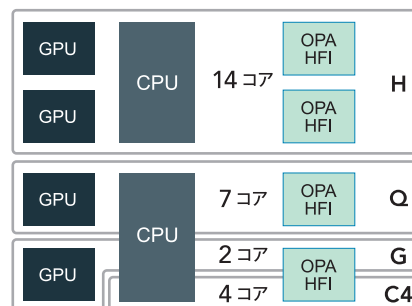 GPU
CPU
14 コア
OPA
HFI
H
GPU
OPA
HFI
GPU
CPU
7 コア
OPA
HFI
Q
GPU
2 コア
OPA
HFI
G
4 コア
C4